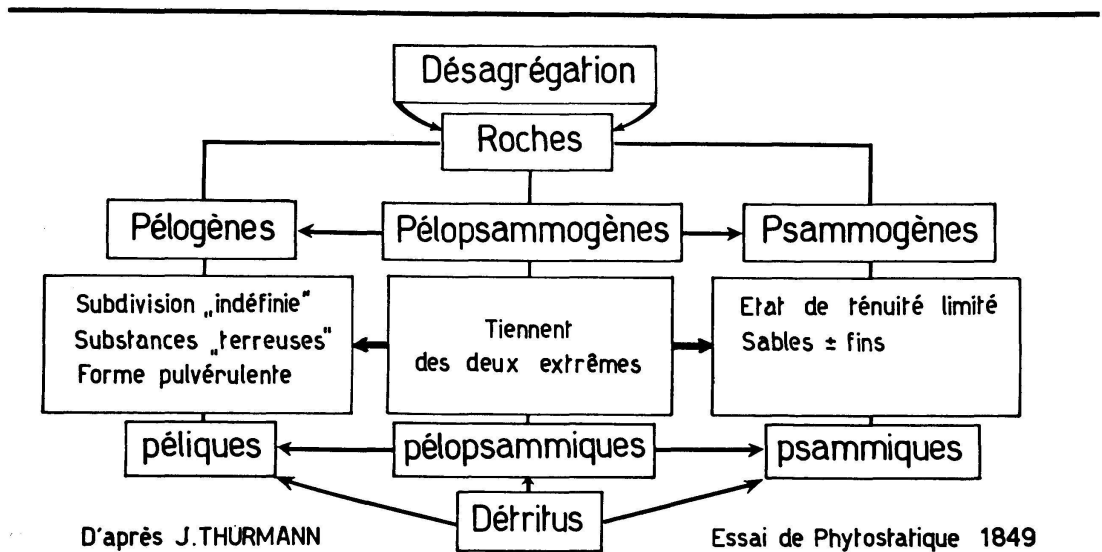 Désagrégation
Roches
Pélogènes
Pélopsammogènes
Psammogènes
Subdivision „indéfinie"
Substances „terreuses"
Forme pulvérulente
Tiennent
des deux extrêmes
Etat de ténuité limité
Sables ± fins
péliques
pélopsammiques
psammiques
Détritus
D'après J. THURMANN
Essai de Phytostatique 1849